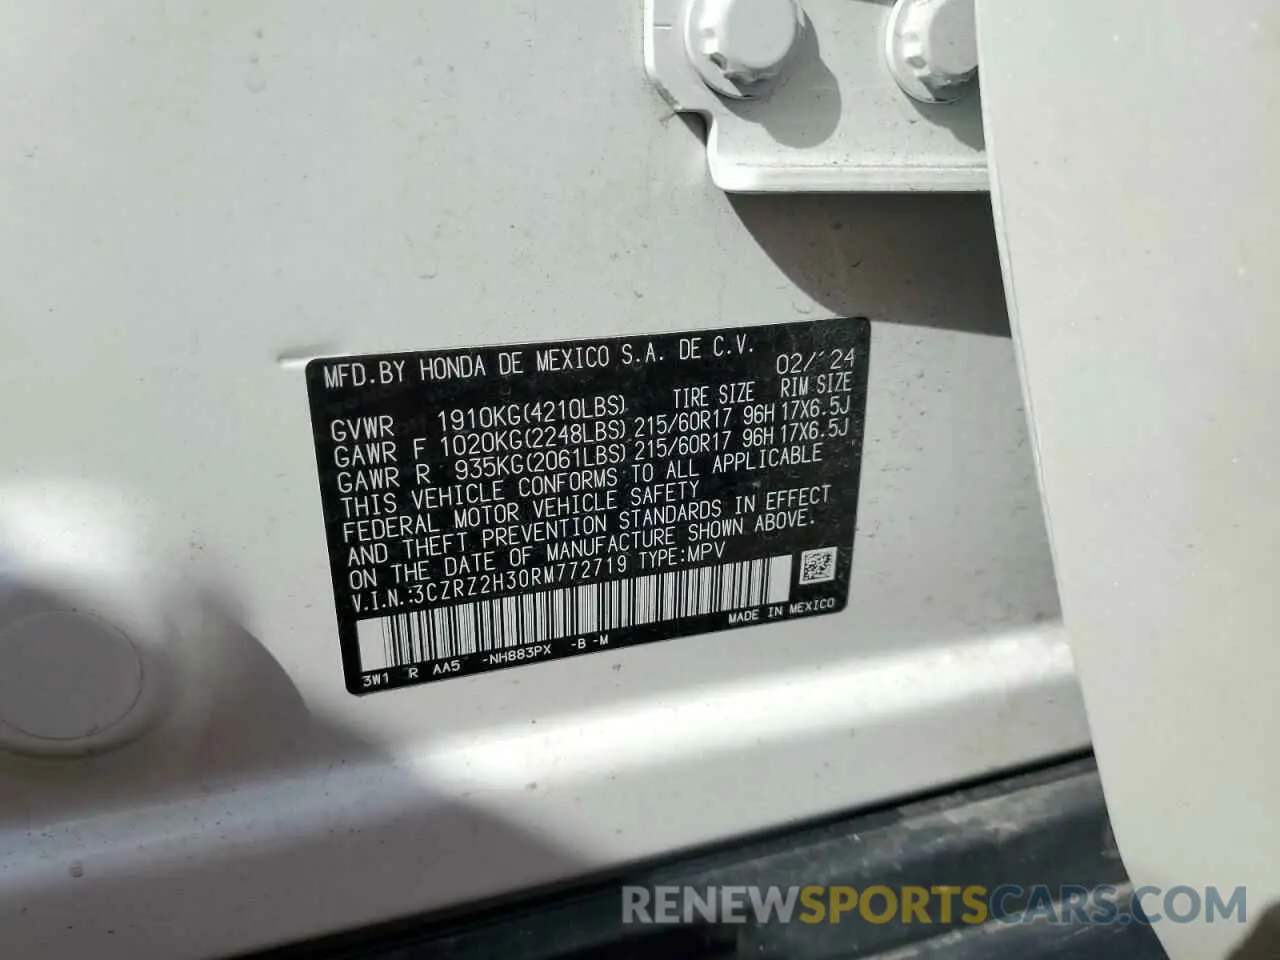 MFD.BY HONDA DE MEXICO S.A. DE C.V. 02/'24
TIRE SIZE RIM SIZE
GVWR 1910KG(4210LBS)
GAWR F 1020KG(2248LBS) 215/60R17 96H 17X6.5J
GAWR R 935KG(2061LBS) 215/60R17 96H 17X6.5J
THIS VEHICLE CONFORMS TO ALL APPLICABLE
FEDERAL MOTOR VEHICLE SAFETY
AND THEFT PREVENTION STANDARDS IN EFFECT
ON THE DATE OF MANUFACTURE SHOWN ABOVE.
V.I.N.:3CZRZ2H30RM772719 TYPE:MPV
MADE IN MEXICO
3W1 R AA5 -NH883PX -B -M
RENEWSPORTSCARS.COM